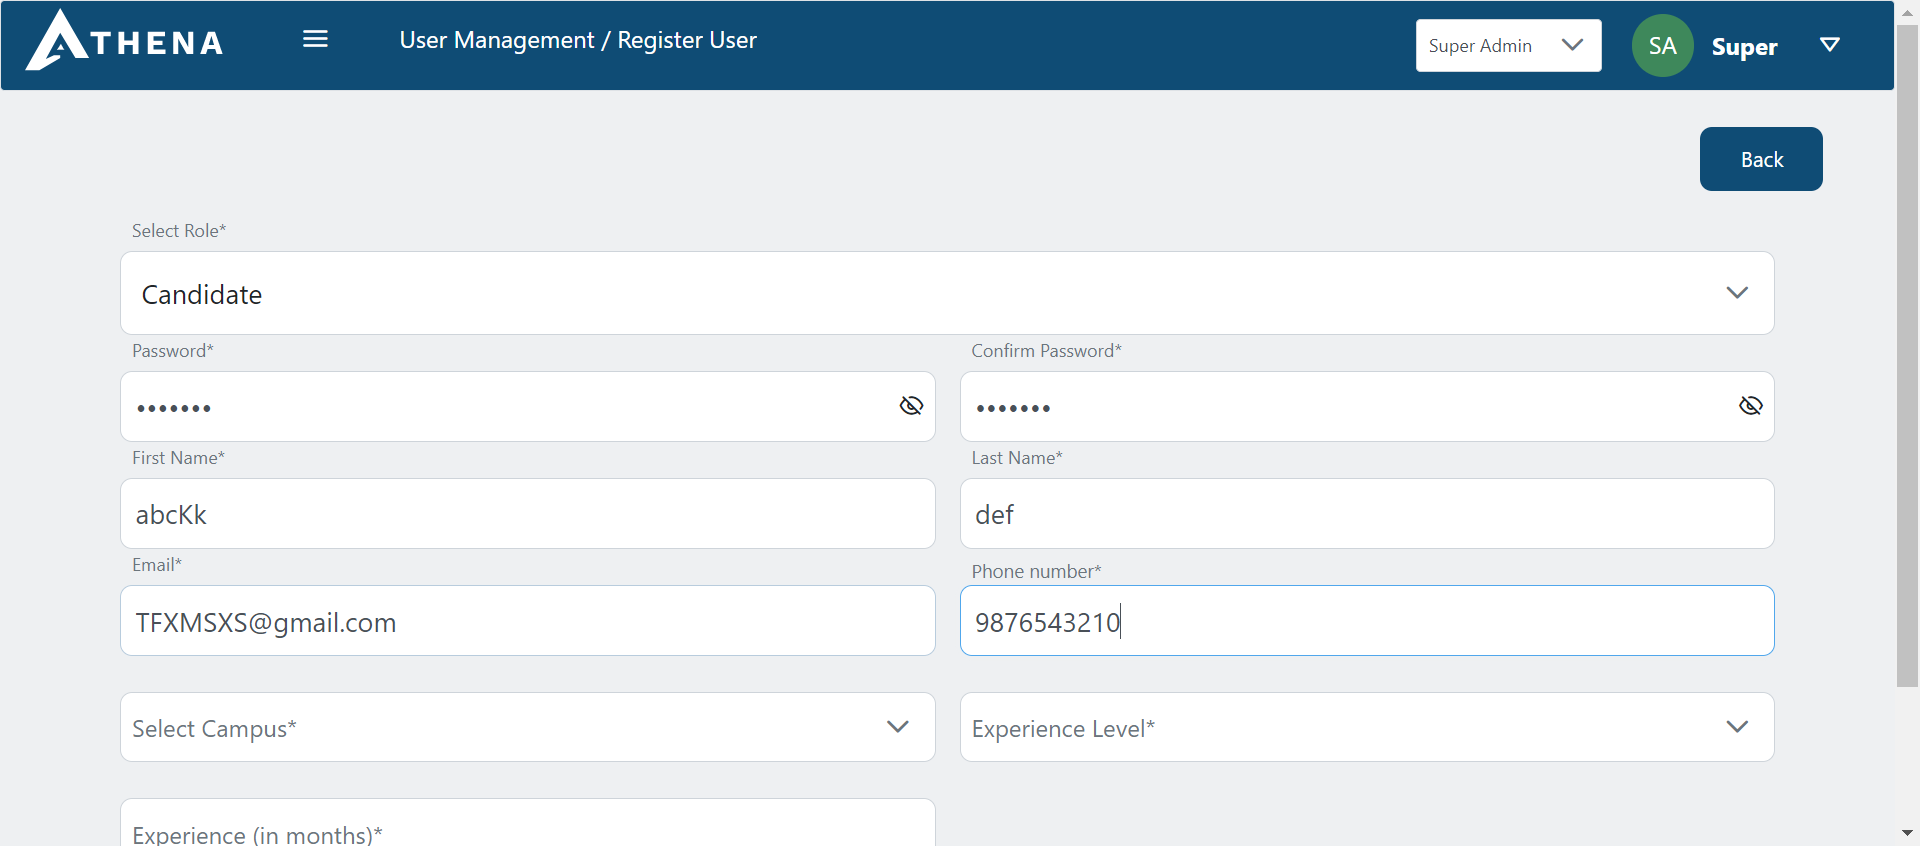 ATHENA
User Management / Register User
Super Admin
SA
Super
Back
Select Role*
Candidate
Password*
Confirm Password*
•••••••
•••••••
First Name*
Last Name*
abcKk
def
Email*
Phone number*
TFXMSXS@gmail.com
9876543210
Select Campus*
Experience Level*
Experience (in months)*